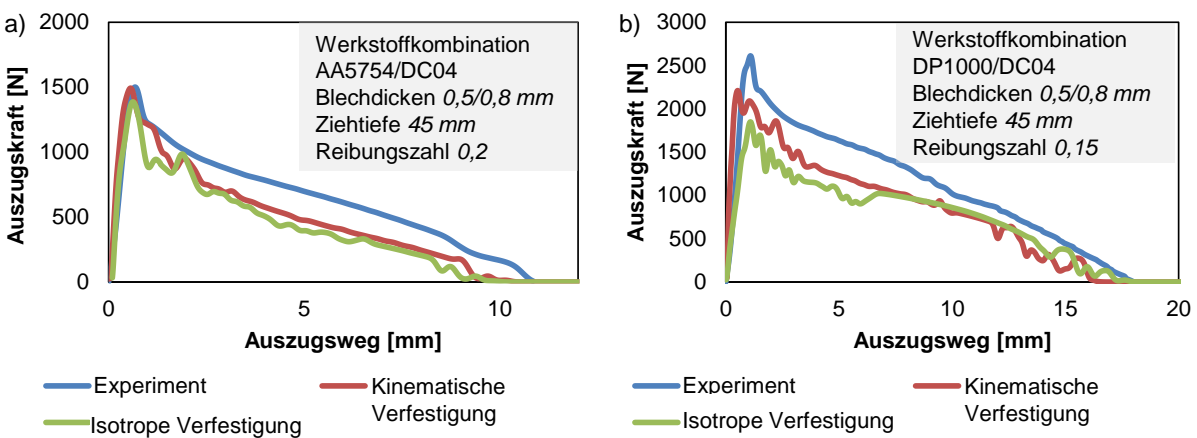 a)
Auszugskraft [N]
2000
1500
1000
500
0
0
5
10
Auszugsweg [mm]
Werkstoffkombination
AA5754/DC04
Blechdicken 0,5/0,8 mm
Ziehtiefe 45 mm
Reibungszahl 0,2
Experiment
Kinematische
Verfestigung
Isotrope Verfestigung
b)
Auszugskraft [N]
3000
2500
2000
1500
1000
500
0
0
5
10
15
20
Auszugsweg [mm]
Werkstoffkombination
DP1000/DC04
Blechdicken 0,5/0,8 mm
Ziehtiefe 45 mm
Reibungszahl 0,15
Experiment
Kinematische
Verfestigung
Isotrope Verfestigung